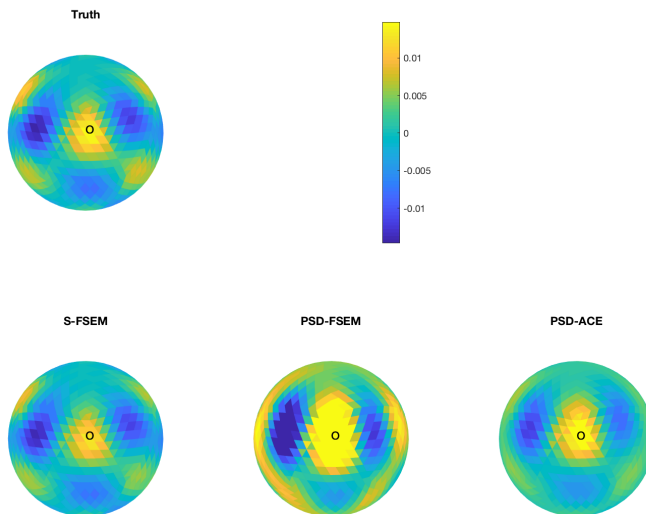 Truth
O
0.01
0.005
0
-0.005
-0.01
S-FSEM
PSD-FSEM
PSD-ACE
O
O
O